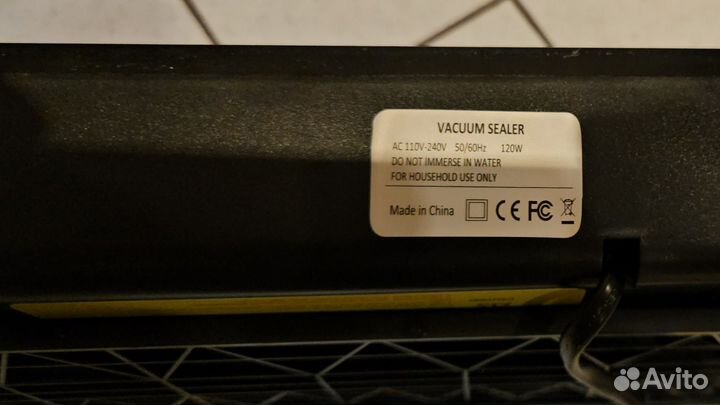 VACUUM SEALER
AC 110V-240V 50/60Hz 120W
DO NOT IMMERSE IN WATER
FOR HOUSEHOLD USE ONLY
Made in China CE FC
Avito